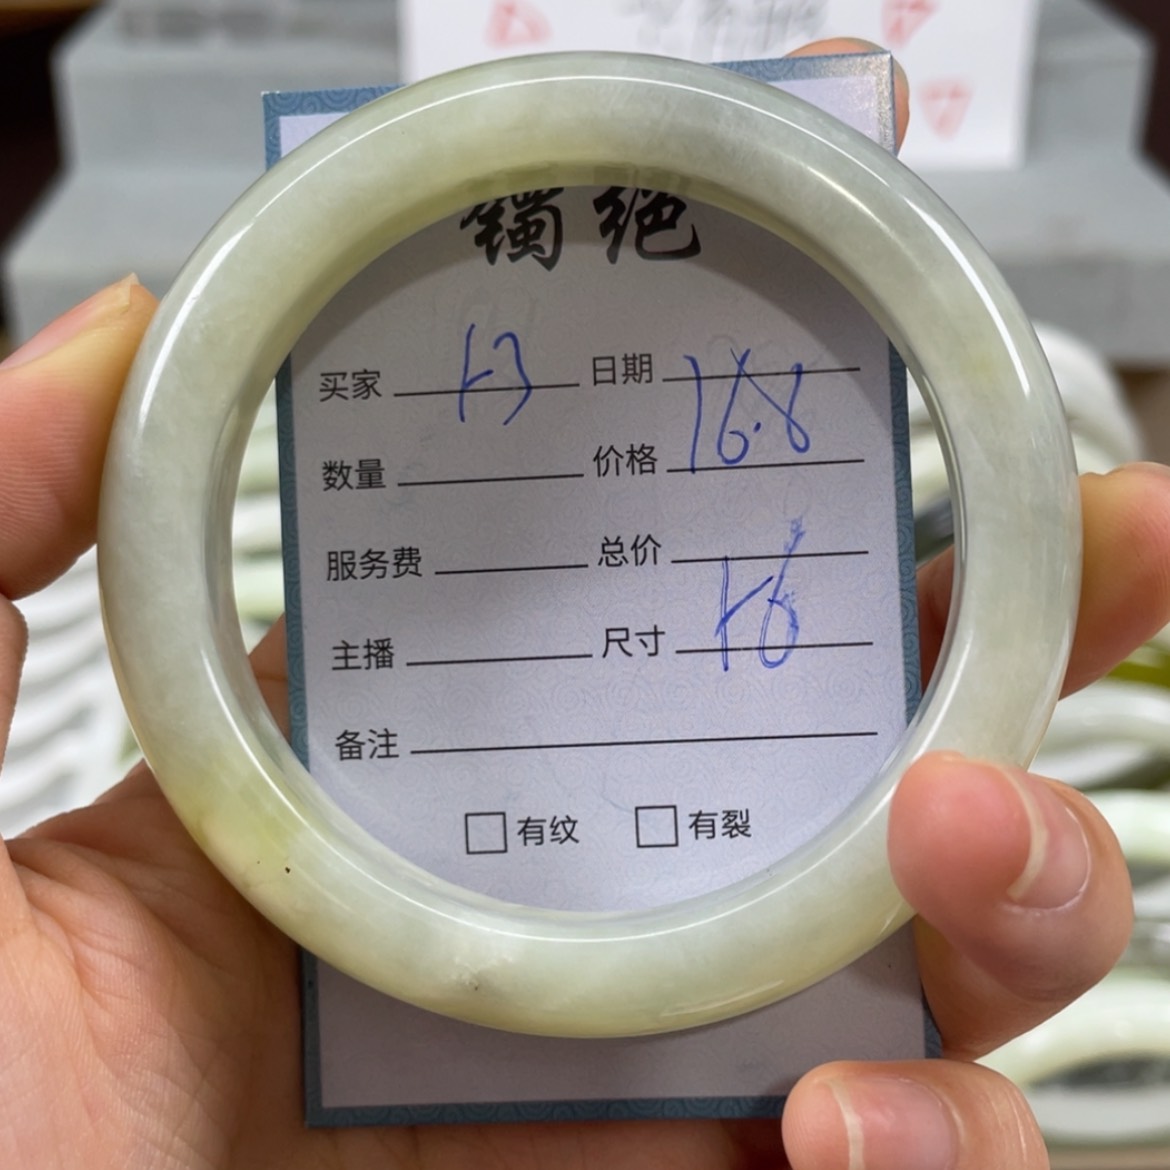 镯绝
买家 日期
数量 价格 16.8
服务费 总价
主播 尺寸
备注
有纹 有裂